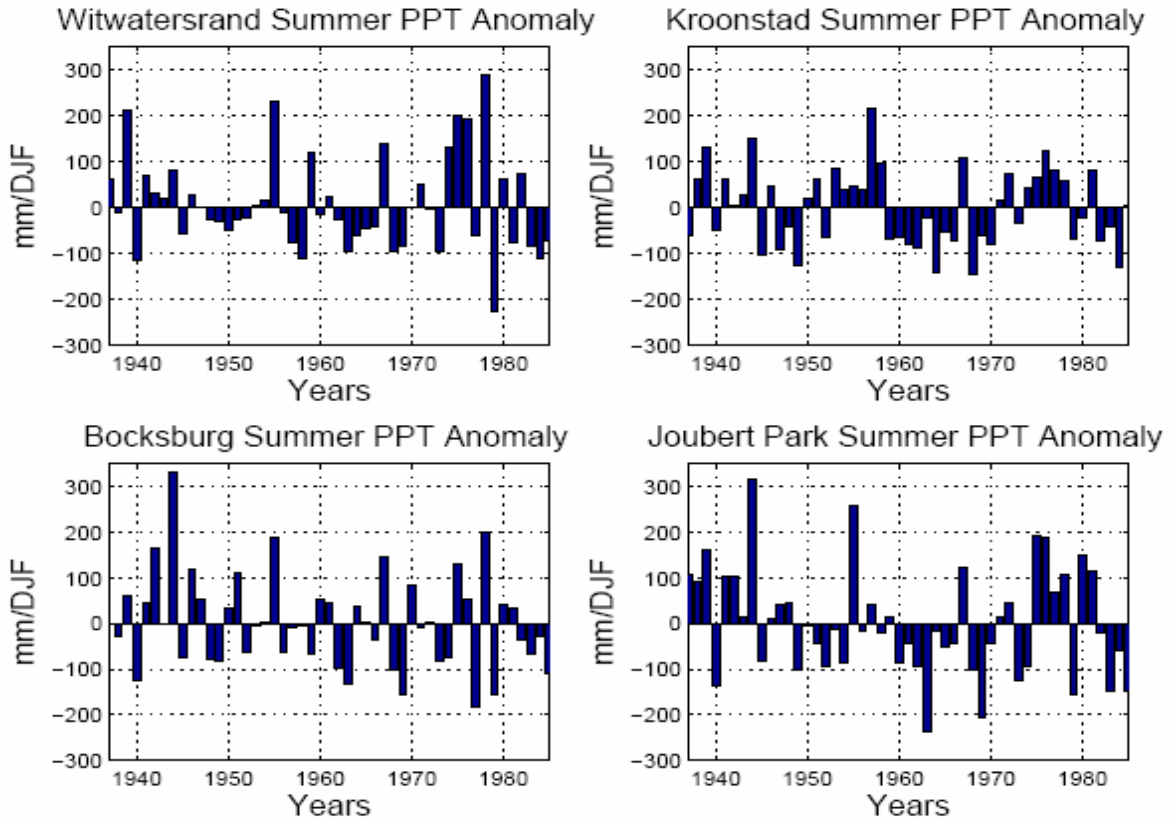 Witwatersrand Summer PPT Anomaly
300
200
100
0
−100
−200
−300
mm/DJF
1940 1950 1960 1970 1980
Years
Kroonstad Summer PPT Anomaly
300
200
100
0
−100
−200
−300
mm/DJF
1940 1950 1960 1970 1980
Years
Bocksburg Summer PPT Anomaly
300
200
100
0
−100
−200
−300
mm/DJF
1940 1950 1960 1970 1980
Years
Joubert Park Summer PPT Anomaly
300
200
100
0
−100
−200
−300
mm/DJF
1940 1950 1960 1970 1980
Years